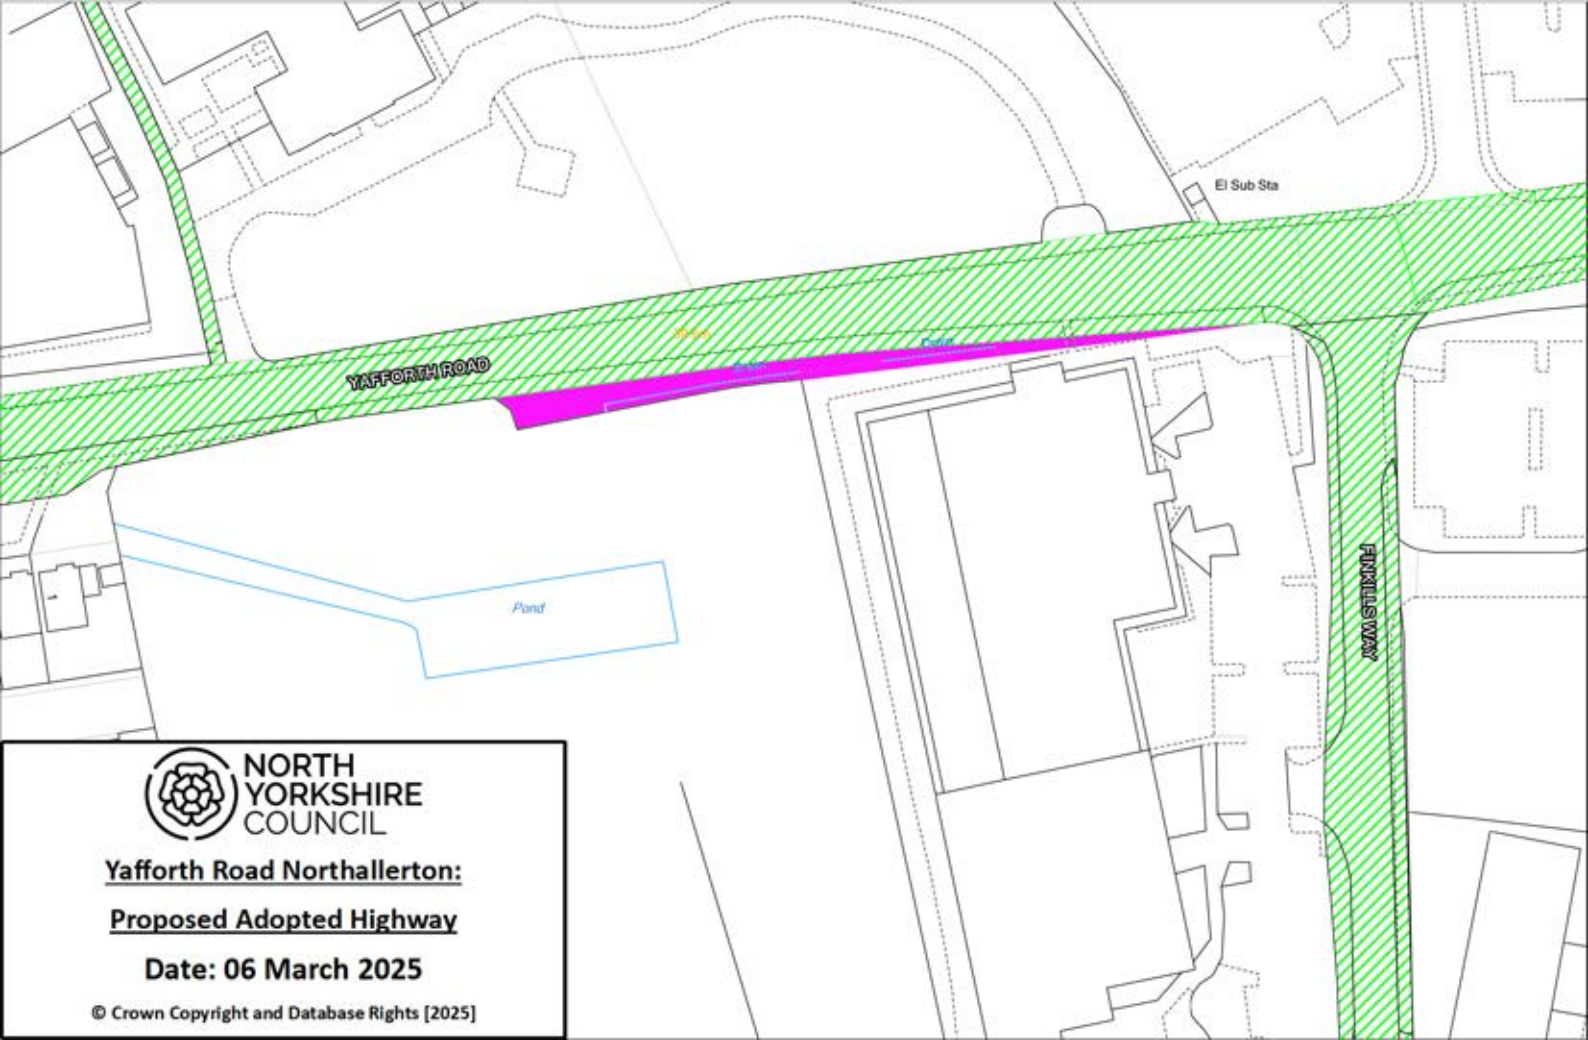 El Sub Sta
YAFFORTH ROAD
Drain
Pond
FINKILLS WAY
NORTH
YORKSHIRE
COUNCIL
Yafforth Road Northallerton:
Proposed Adopted Highway
Date: 06 March 2025
© Crown Copyright and Database Rights [2025]